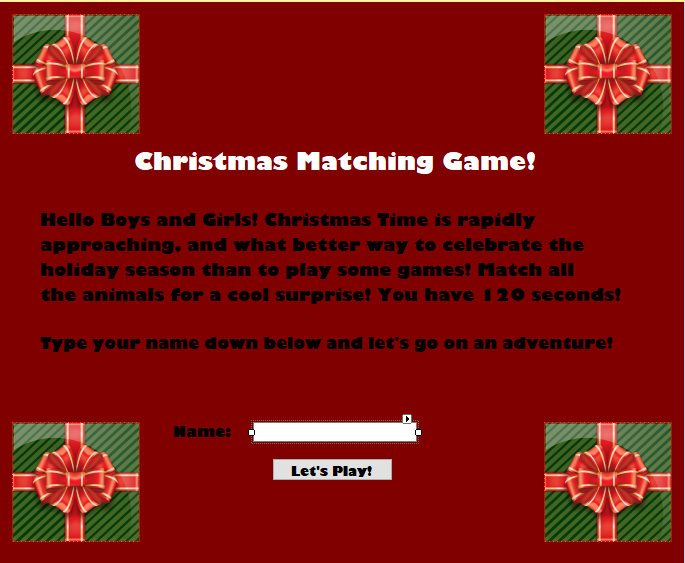 Christmas Matching Game!
Hello Boys and Girls! Christmas Time is rapidly
approaching, and what better way to celebrate the
holiday season than to play some games! Match all
the animals for a cool surprise! You have 120 seconds!
Type your name down below and let's go on an adventure!
Name:
Let's Play!